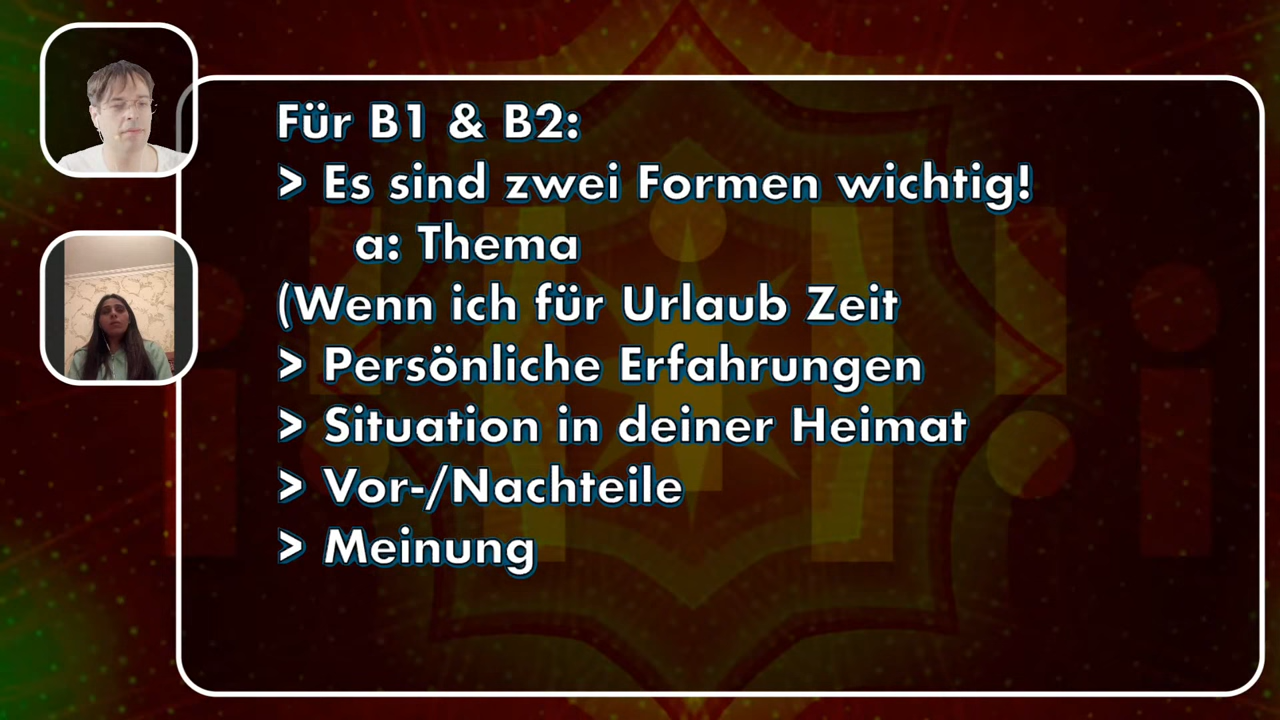 Für B1 & B2:
> Es sind zwei Formen wichtig!
a: Thema
(Wenn ich für Urlaub Zeit
> Persönliche Erfahrungen
> Situation in deiner Heimat
> Vor-/Nachteile
> Meinung